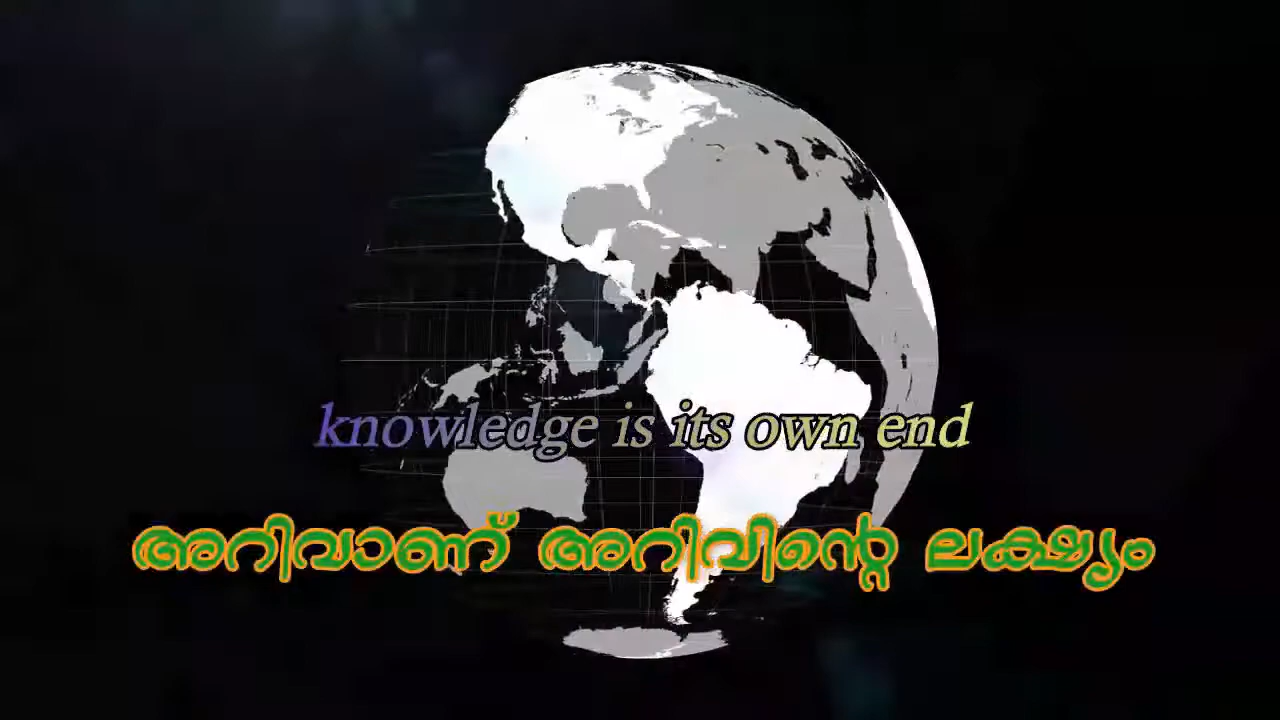 knowledge is its own end
അറിവാണ് അറിവിന്റെ ലക്ഷ്യം